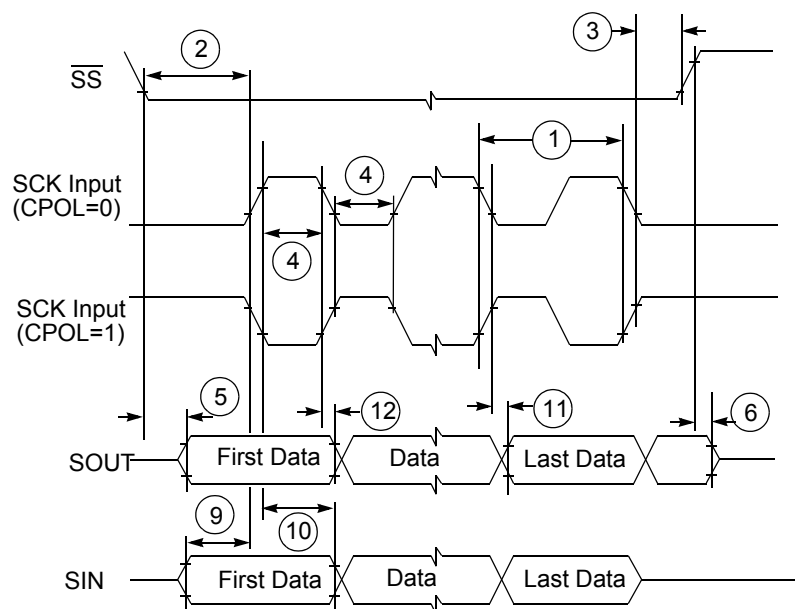 2
3
SS
1
SCK Input
(CPOL=0)
4
4
SCK Input
(CPOL=1)
5
12
11
6
SOUT
First Data
Data
Last Data
9
10
SIN
First Data
Data
Last Data